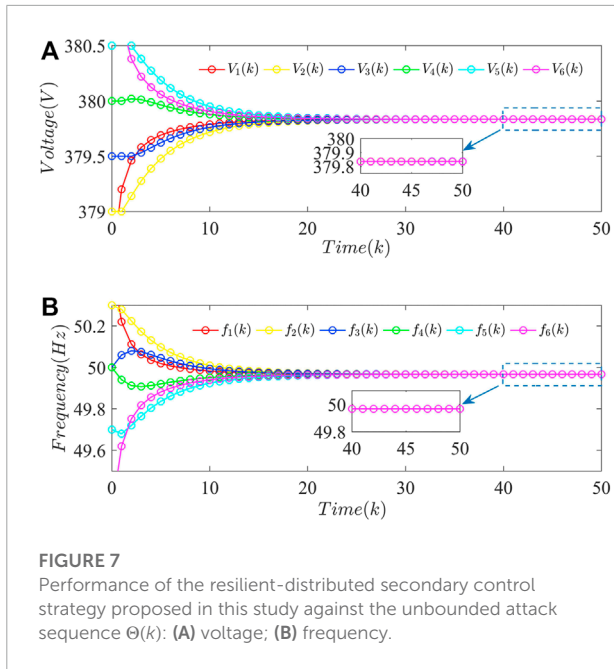 A
380.5
V₁(k) V₂(k) V₃(k) V₄(k) V₅(k) V₆(k)
Voltage(V)
380
379.5
379
380
379.9
379.8
40 45 50
0 10 20 30 40 50
Time(k)
B
f₁(k) f₂(k) f₃(k) f₄(k) f₅(k) f₆(k)
Frequency(Hz)
50.2
50
49.8
49.6
50
49.8
40 45 50
0 10 20 30 40 50
Time(k)
FIGURE 7
Performance of the resilient-distributed secondary control
strategy proposed in this study against the unbounded attack
sequence Θ(k): (A) voltage; (B) frequency.